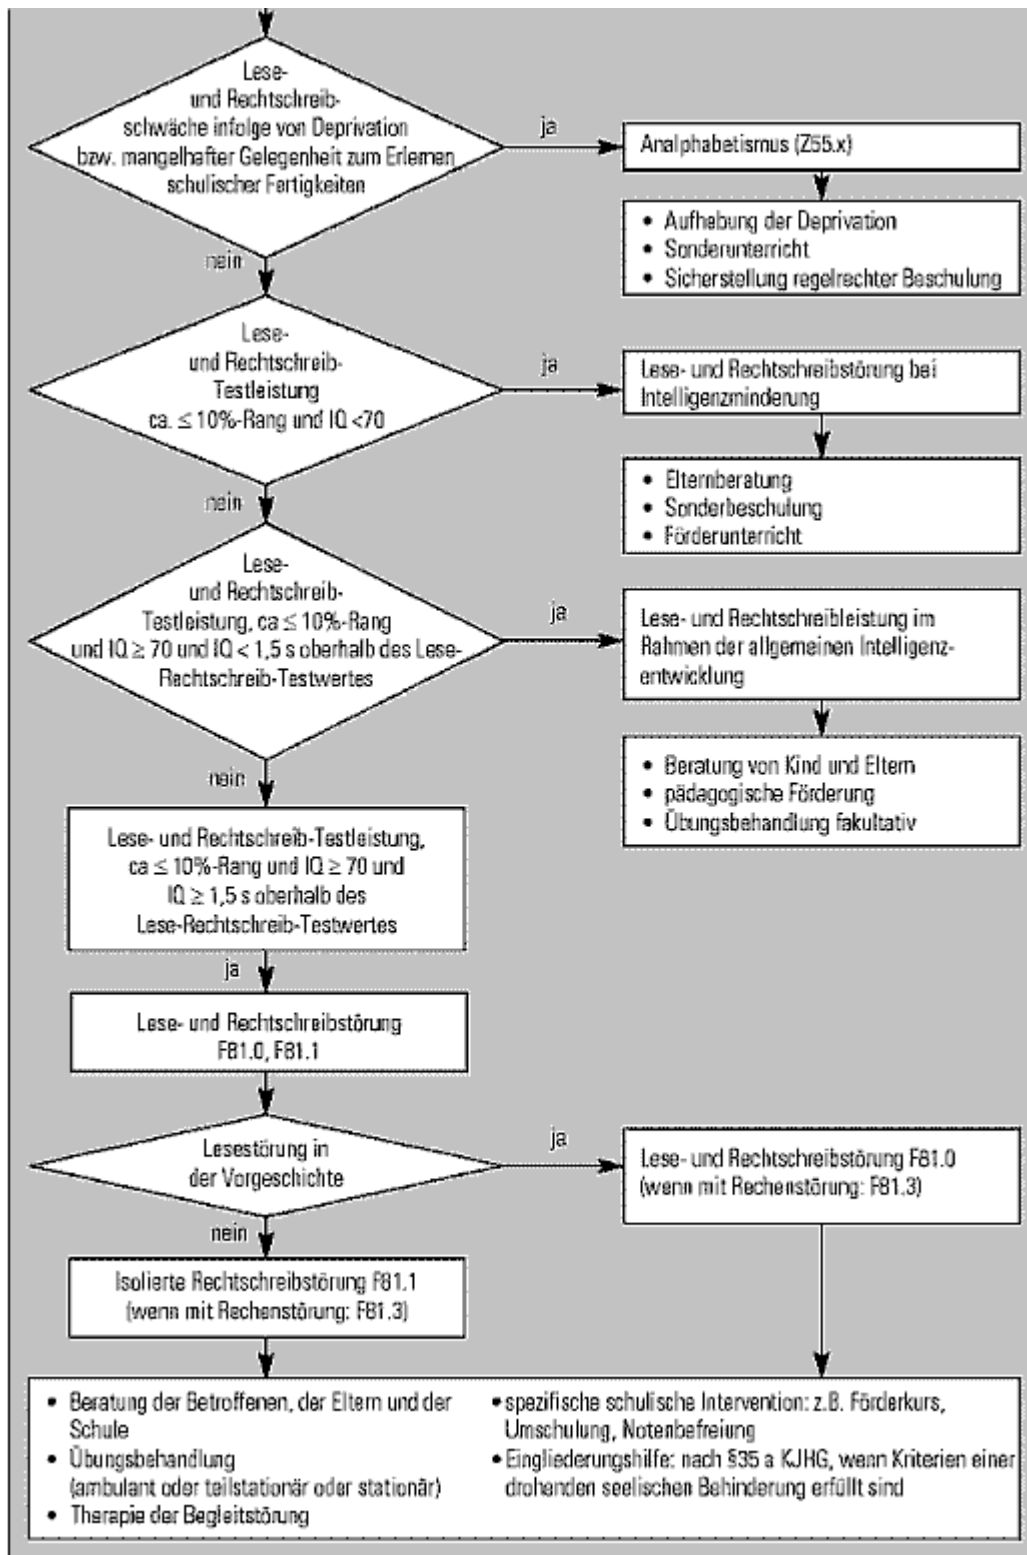 Lese-
und Rechtschreib-
schwäche infolge von Deprivation
bzw. mangelhafter Gelegenheit zum Erlernen
schulischer Fertigkeiten
ja
Analphabetismus (Z55.x)
• Aufhebung der Deprivation
• Sonderunterricht
• Sicherstellung regelrechter Beschulung
nein
Lese-
und Rechtschreib-
Testleistung
ca. ≤ 10%-Rang und IQ <70
ja
Lese- und Rechtschreibstörung bei
Intelligenzminderung
• Elternberatung
• Sonderbeschulung
• Förderunterricht
nein
Lese-
und Rechtschreib-
Testleistung, ca ≤ 10%-Rang
und IQ ≥ 70 und IQ < 1,5 s oberhalb des Lese-
Rechtschreib-Testwertes
ja
Lese- und Rechtschreibleistung im
Rahmen der allgemeinen Intelligenz-
entwicklung
• Beratung von Kind und Eltern
• pädagogische Förderung
• Übungsbehandlung fakultativ
nein
Lese- und Rechtschreib-Testleistung,
ca ≤ 10%-Rang und IQ ≥ 70 und
IQ ≥ 1,5 s oberhalb des
Lese-Rechtschreib-Testwertes
ja
Lese- und Rechtschreibstörung
F81.0, F81.1
Lesestörung in
der Vorgeschichte
ja
Lese- und Rechtschreibstörung F81.0
(wenn mit Rechenstörung: F81.3)
nein
Isolierte Rechtschreibstörung F81.1
(wenn mit Rechenstörung: F81.3)
• Beratung der Betroffenen, der Eltern und der
Schule
• Übungsbehandlung
(ambulant oder teilstationär oder stationär)
• Therapie der Begleitstörung
• spezifische schulische Intervention: z.B. Förderkurs,
Umschulung, Notenbefreiung
• Eingliederungshilfe: nach §35 a KJHG, wenn Kriterien einer
drohenden seelischen Behinderung erfüllt sind